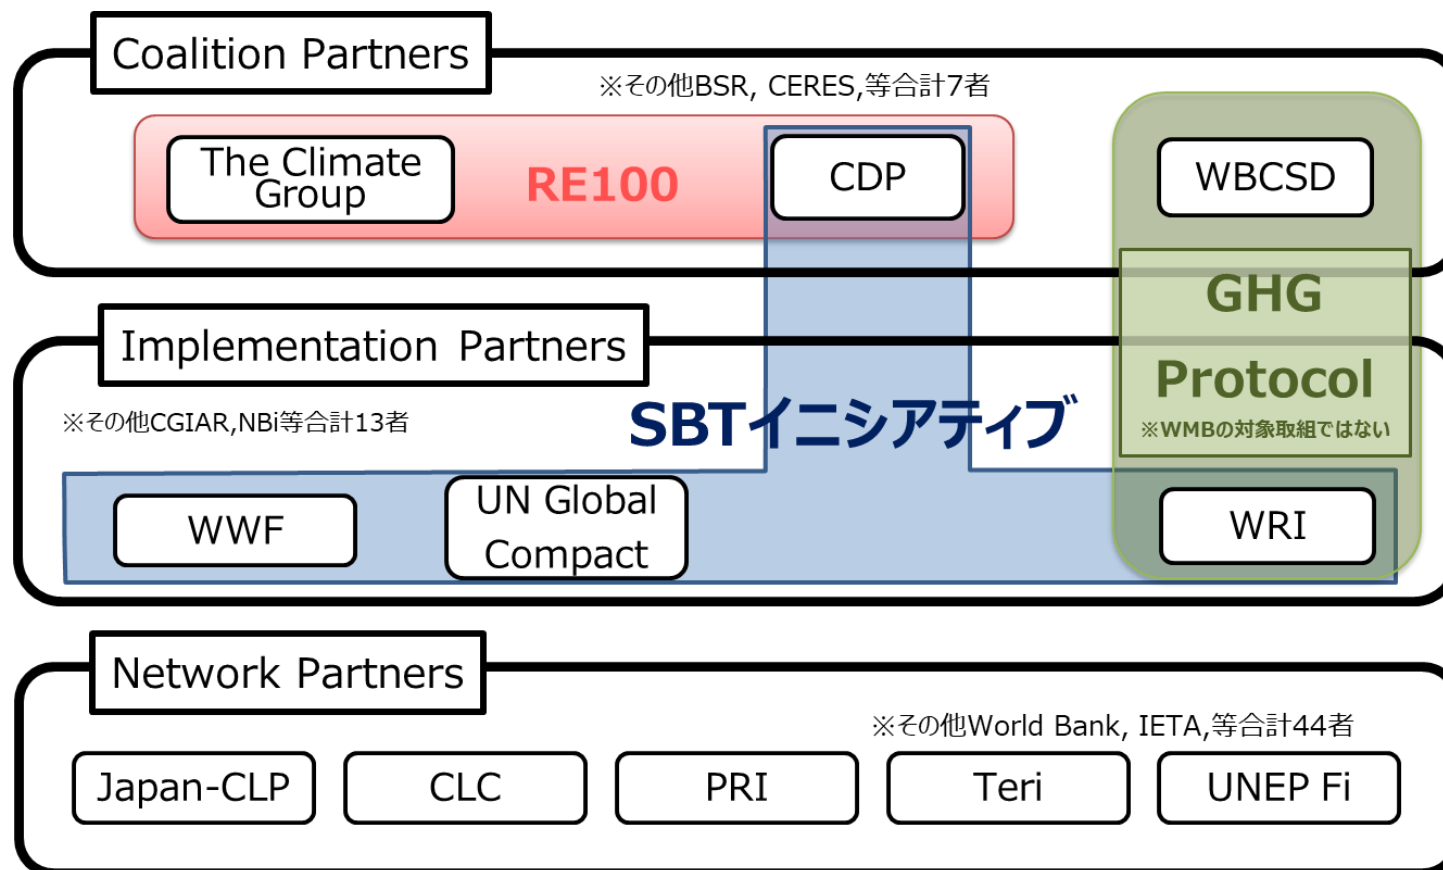 Coalition Partners
※その他BSR, CERES,等合計7者
The Climate
Group
RE100
CDP
WBCSD
GHG
Protocol
※WMBの対象取組ではない
Implementation Partners
※その他CGIAR,NBi等合計13者
SBTイニシアティブ
WWF
UN Global
Compact
WRI
Network Partners
※その他World Bank, IETA,等合計44者
Japan-CLP
CLC
PRI
Teri
UNEP Fi